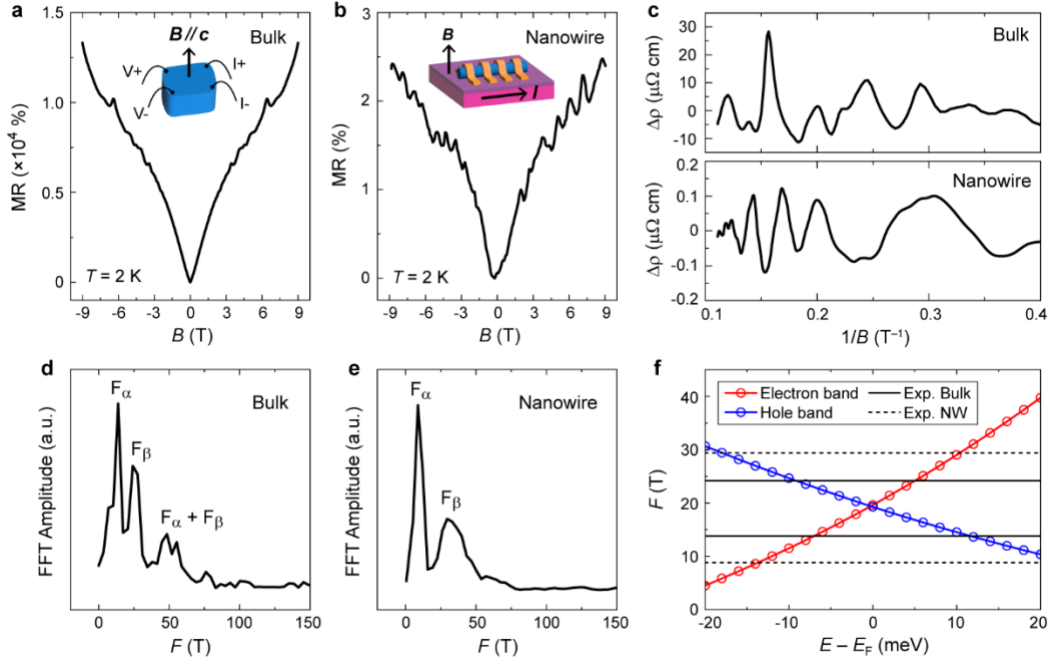 a
B//c
Bulk
V+
I+
V-
I-
MR (×10⁴ %)
1.5
1.0
0.5
0
T = 2 K
-9 -6 -3 0 3 6 9
B (T)
b
B
Nanowire
I
MR (%)
3
2
1
0
T = 2 K
-9 -6 -3 0 3 6 9
B (T)
c
Bulk
Δρ (μΩ cm)
30
20
10
0
-10
Nanowire
Δρ (μΩ cm)
0.2
0.1
0
-0.1
-0.2
0.1 0.2 0.3 0.4
1/B (T⁻¹)
d
Fα
Bulk
Fβ
Fα + Fβ
FFT Amplitude (a.u.)
0 50 100 150
F (T)
e
Fα
Nanowire
Fβ
FFT Amplitude (a.u.)
0 50 100 150
F (T)
f
Electron band
Exp. Bulk
Hole band
Exp. NW
F (T)
40
30
20
10
0
-20 -10 0 10 20
E – EF (meV)